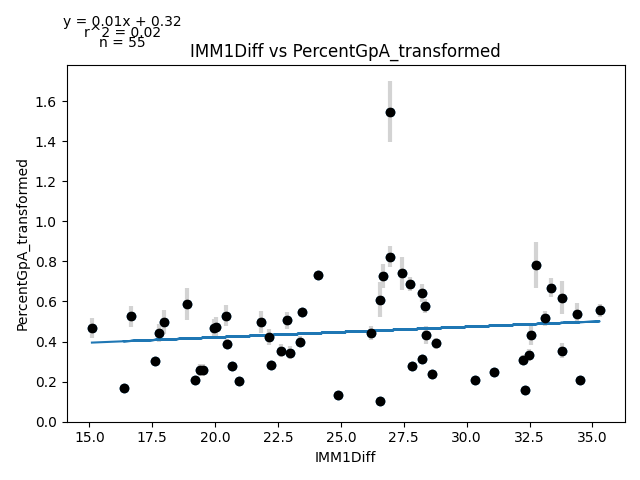 y = 0.01x + 0.32
r^2 = 0.02
n = 55
IMM1Diff vs PercentGpA_transformed
PercentGpA_transformed
1.6
1.4
1.2
1.0
0.8
0.6
0.4
0.2
0.0
15.0 17.5 20.0 22.5 25.0 27.5 30.0 32.5 35.0
IMM1Diff